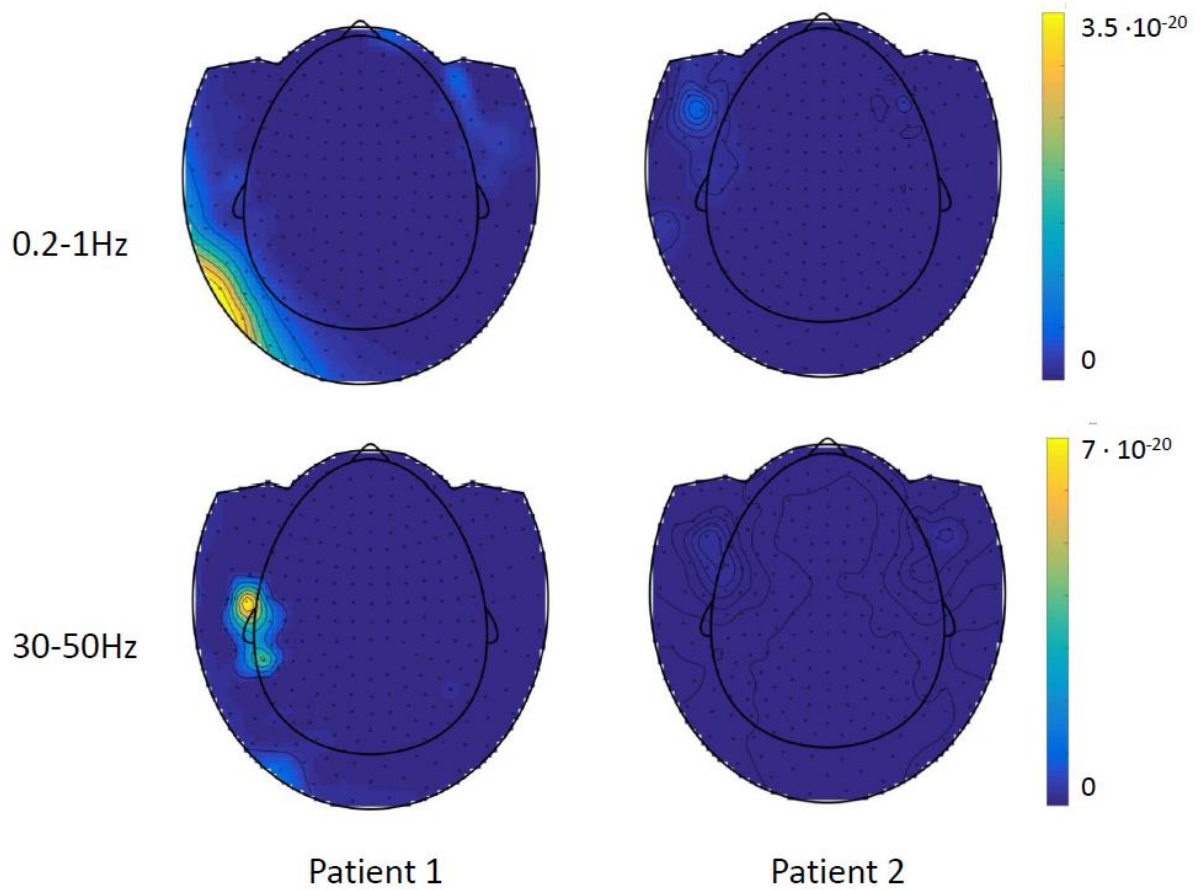 3.5 ·10⁻²⁰
0.2-1Hz
0
7 · 10⁻²⁰
30-50Hz
0
Patient 1 Patient 2